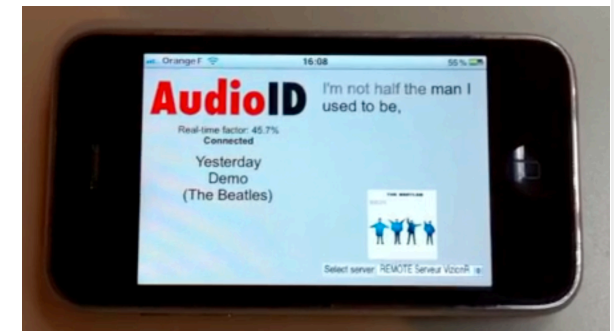 Orange F 16:08 55 %
AudioID
Real-time factor: 45.7%
Connected
Yesterday
Demo
(The Beatles)
I'm not half the man I
used to be,
THE BEATLES
Select server: REMOTE Serveur VizionR